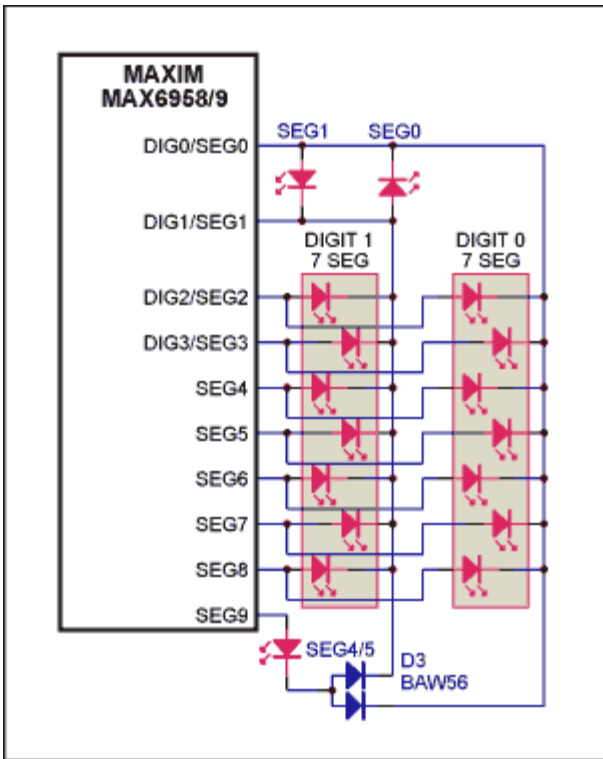 MAXIM
MAX6958/9
SEG1
SEG0
DIG0/SEG0
DIG1/SEG1
DIGIT 1
7 SEG
DIGIT 0
7 SEG
DIG2/SEG2
DIG3/SEG3
SEG4
SEG5
SEG6
SEG7
SEG8
SEG9
SEG4/5
D3
BAW56